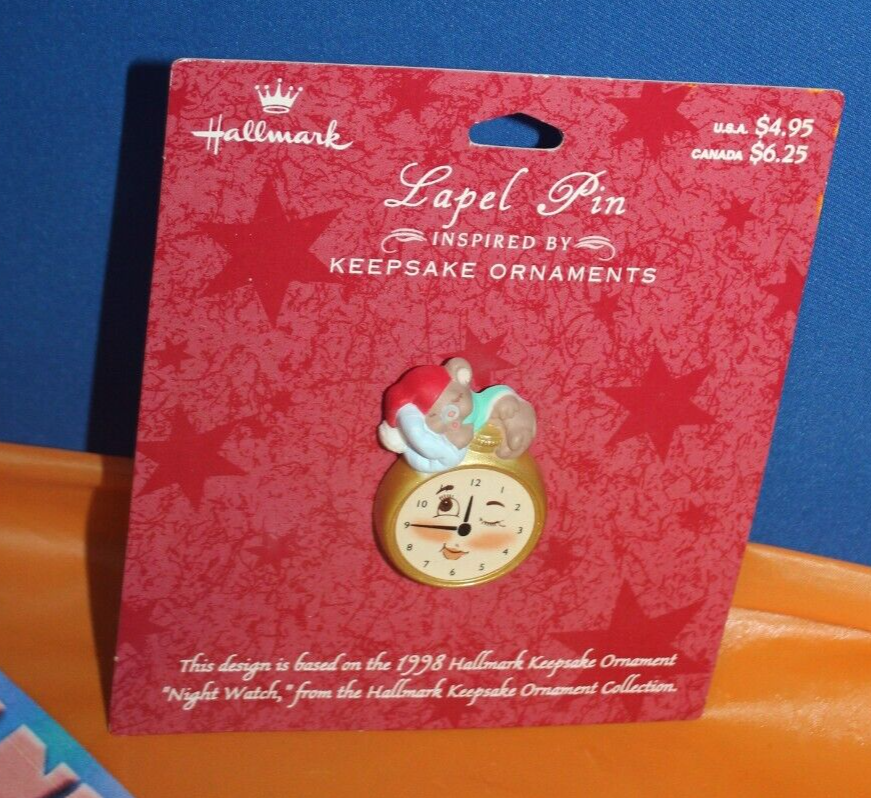 Hallmark
U.S.A. $4.95
CANADA $6.25
Lapel Pin
INSPIRED BY
KEEPSAKE ORNAMENTS
12
1
2
3
4
5
6
7
8
9
10
This design is based on the 1998 Hallmark Keepsake Ornament
"Night Watch," from the Hallmark Keepsake Ornament Collection.